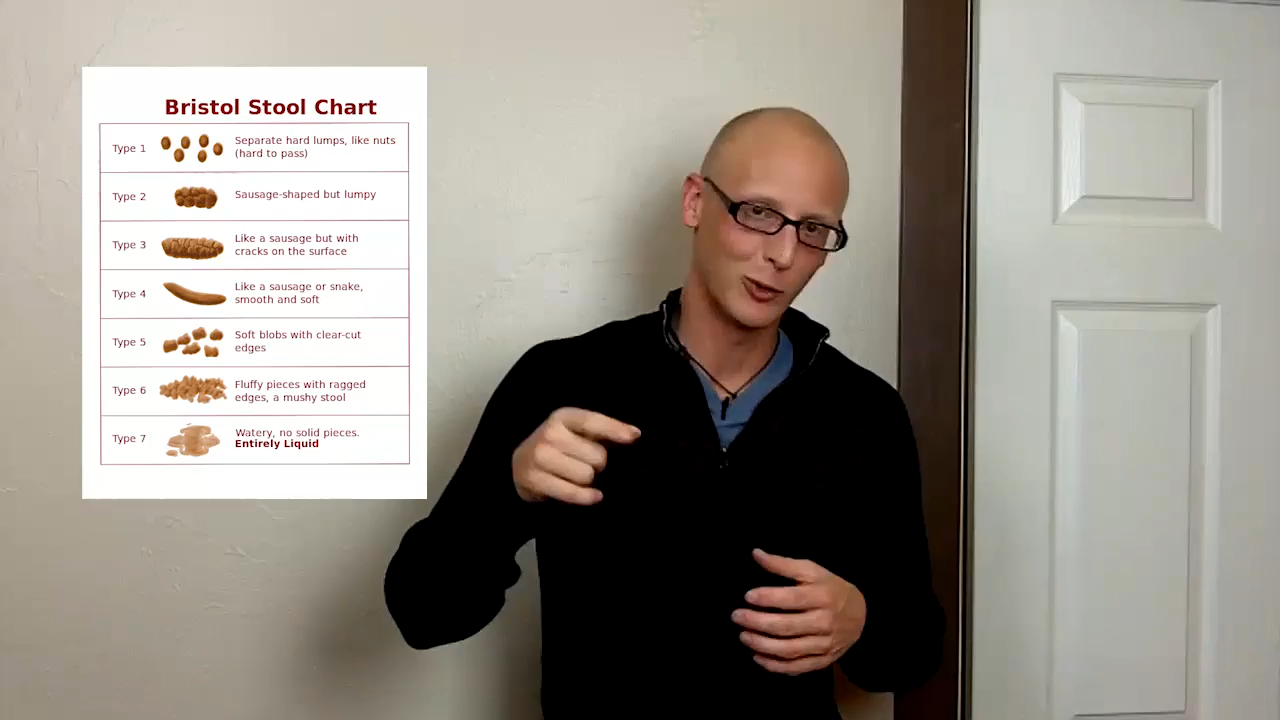 Bristol Stool Chart
Type 1
Separate hard lumps, like nuts
(hard to pass)
Type 2
Sausage-shaped but lumpy
Type 3
Like a sausage but with
cracks on the surface
Type 4
Like a sausage or snake,
smooth and soft
Type 5
Soft blobs with clear-cut
edges
Type 6
Fluffy pieces with ragged
edges, a mushy stool
Type 7
Watery, no solid pieces.
Entirely Liquid